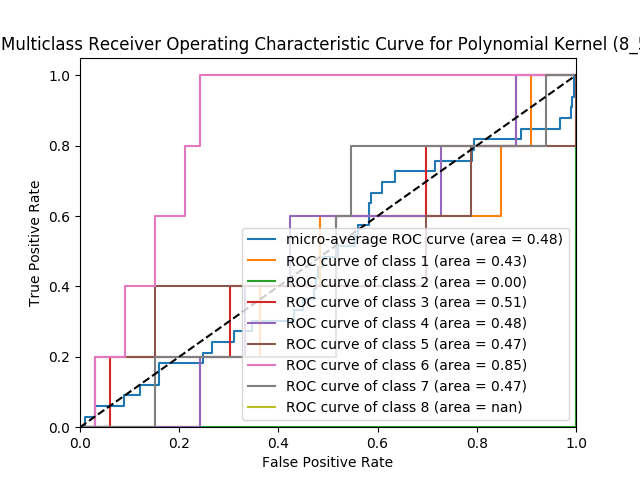 Multiclass Receiver Operating Characteristic Curve for Polynomial Kernel (8_5
True Positive Rate
1.0
0.8
0.6
0.4
0.2
0.0
micro-average ROC curve (area = 0.48)
ROC curve of class 1 (area = 0.43)
ROC curve of class 2 (area = 0.00)
ROC curve of class 3 (area = 0.51)
ROC curve of class 4 (area = 0.48)
ROC curve of class 5 (area = 0.47)
ROC curve of class 6 (area = 0.85)
ROC curve of class 7 (area = 0.47)
ROC curve of class 8 (area = nan)
0.0 0.2 0.4 0.6 0.8 1.0
False Positive Rate